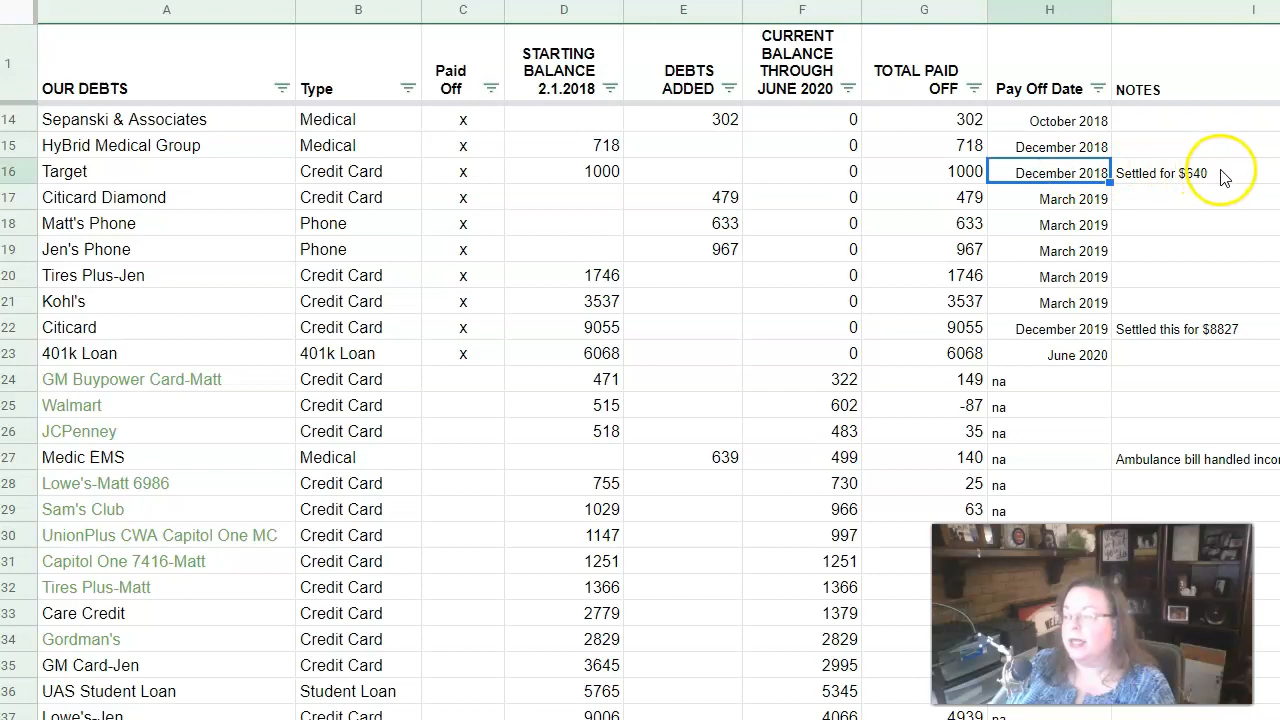 A B C D E F G H I
1 OUR DEBTS Type Paid Off STARTING BALANCE 2.1.2018 DEBTS ADDED CURRENT BALANCE THROUGH JUNE 2020 TOTAL PAID OFF Pay Off Date NOTES
14 Sepanski & Associates Medical x 302 0 302 October 2018
15 HyBrid Medical Group Medical x 718 0 718 December 2018
16 Target Credit Card x 1000 0 1000 December 2018 Settled for $540
17 Citicard Diamond Credit Card x 479 0 479 March 2019
18 Matt's Phone Phone x 633 0 633 March 2019
19 Jen's Phone Phone x 967 0 967 March 2019
20 Tires Plus-Jen Credit Card x 1746 0 1746 March 2019
21 Kohl's Credit Card x 3537 0 3537 March 2019
22 Citicard Credit Card x 9055 0 9055 December 2019 Settled this for $8827
23 401k Loan 401k Loan x 6068 0 6068 June 2020
24 GM Buypower Card-Matt Credit Card 471 322 149 na
25 Walmart Credit Card 515 602 -87 na
26 JCPenney Credit Card 518 483 35 na
27 Medic EMS Medical 639 499 140 na Ambulance bill handled inco
28 Lowe's-Matt 6986 Credit Card 755 730 25 na
29 Sam's Club Credit Card 1029 966 63 na
30 UnionPlus CWA Capitol One MC Credit Card 1147 997
31 Capitol One 7416-Matt Credit Card 1251 1251
32 Tires Plus-Matt Credit Card 1366 1366
33 Care Credit Credit Card 2779 1379
34 Gordman's Credit Card 2829 2829
35 GM Card-Jen Credit Card 3645 2995
36 UAS Student Loan Student Loan 5765 5345
37 Lowe's-Jen Credit Card 9006 4066 4939 na